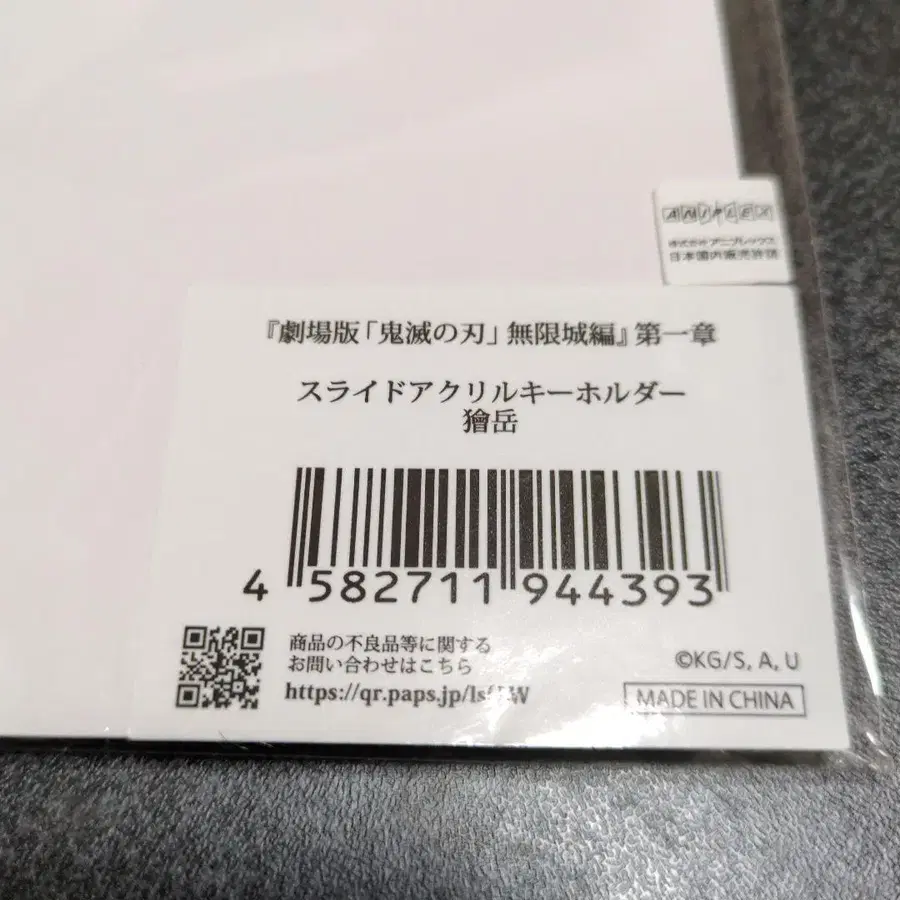 ANIPLEX
株式会社アニプレックス
日本国内販売許諾
『劇場版「鬼滅の刃」無限城編』第一章
スライドアクリルキーホルダー
獪岳
4 582711 944393
商品の不良品等に関する
お問い合わせはこちら
©KG/S, A, U
MADE IN CHINA